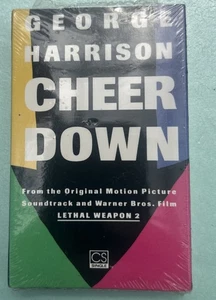 GEORGE
HARRISON
CHEER
DOWN
From the Original Motion Picture
Soundtrack and Warner Bros. Film
LETHAL WEAPON 2
CS
SINGLE